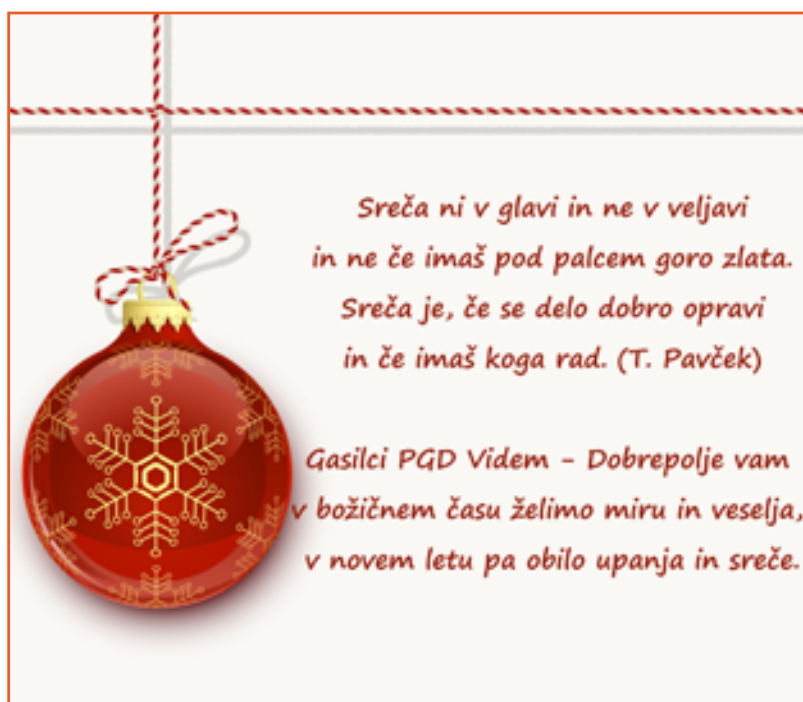 Sreča ni v glavi in ne v veljavi
in ne če imaš pod palcem goro zlata.
Sreča je, če se delo dobro opravi
in če imaš koga rad. (T. Pavček)
Gasilci PGD Videm - Dobrepolje vam
v božičnem času želimo miru in veselja,
v novem letu pa obilo upanja in sreče.